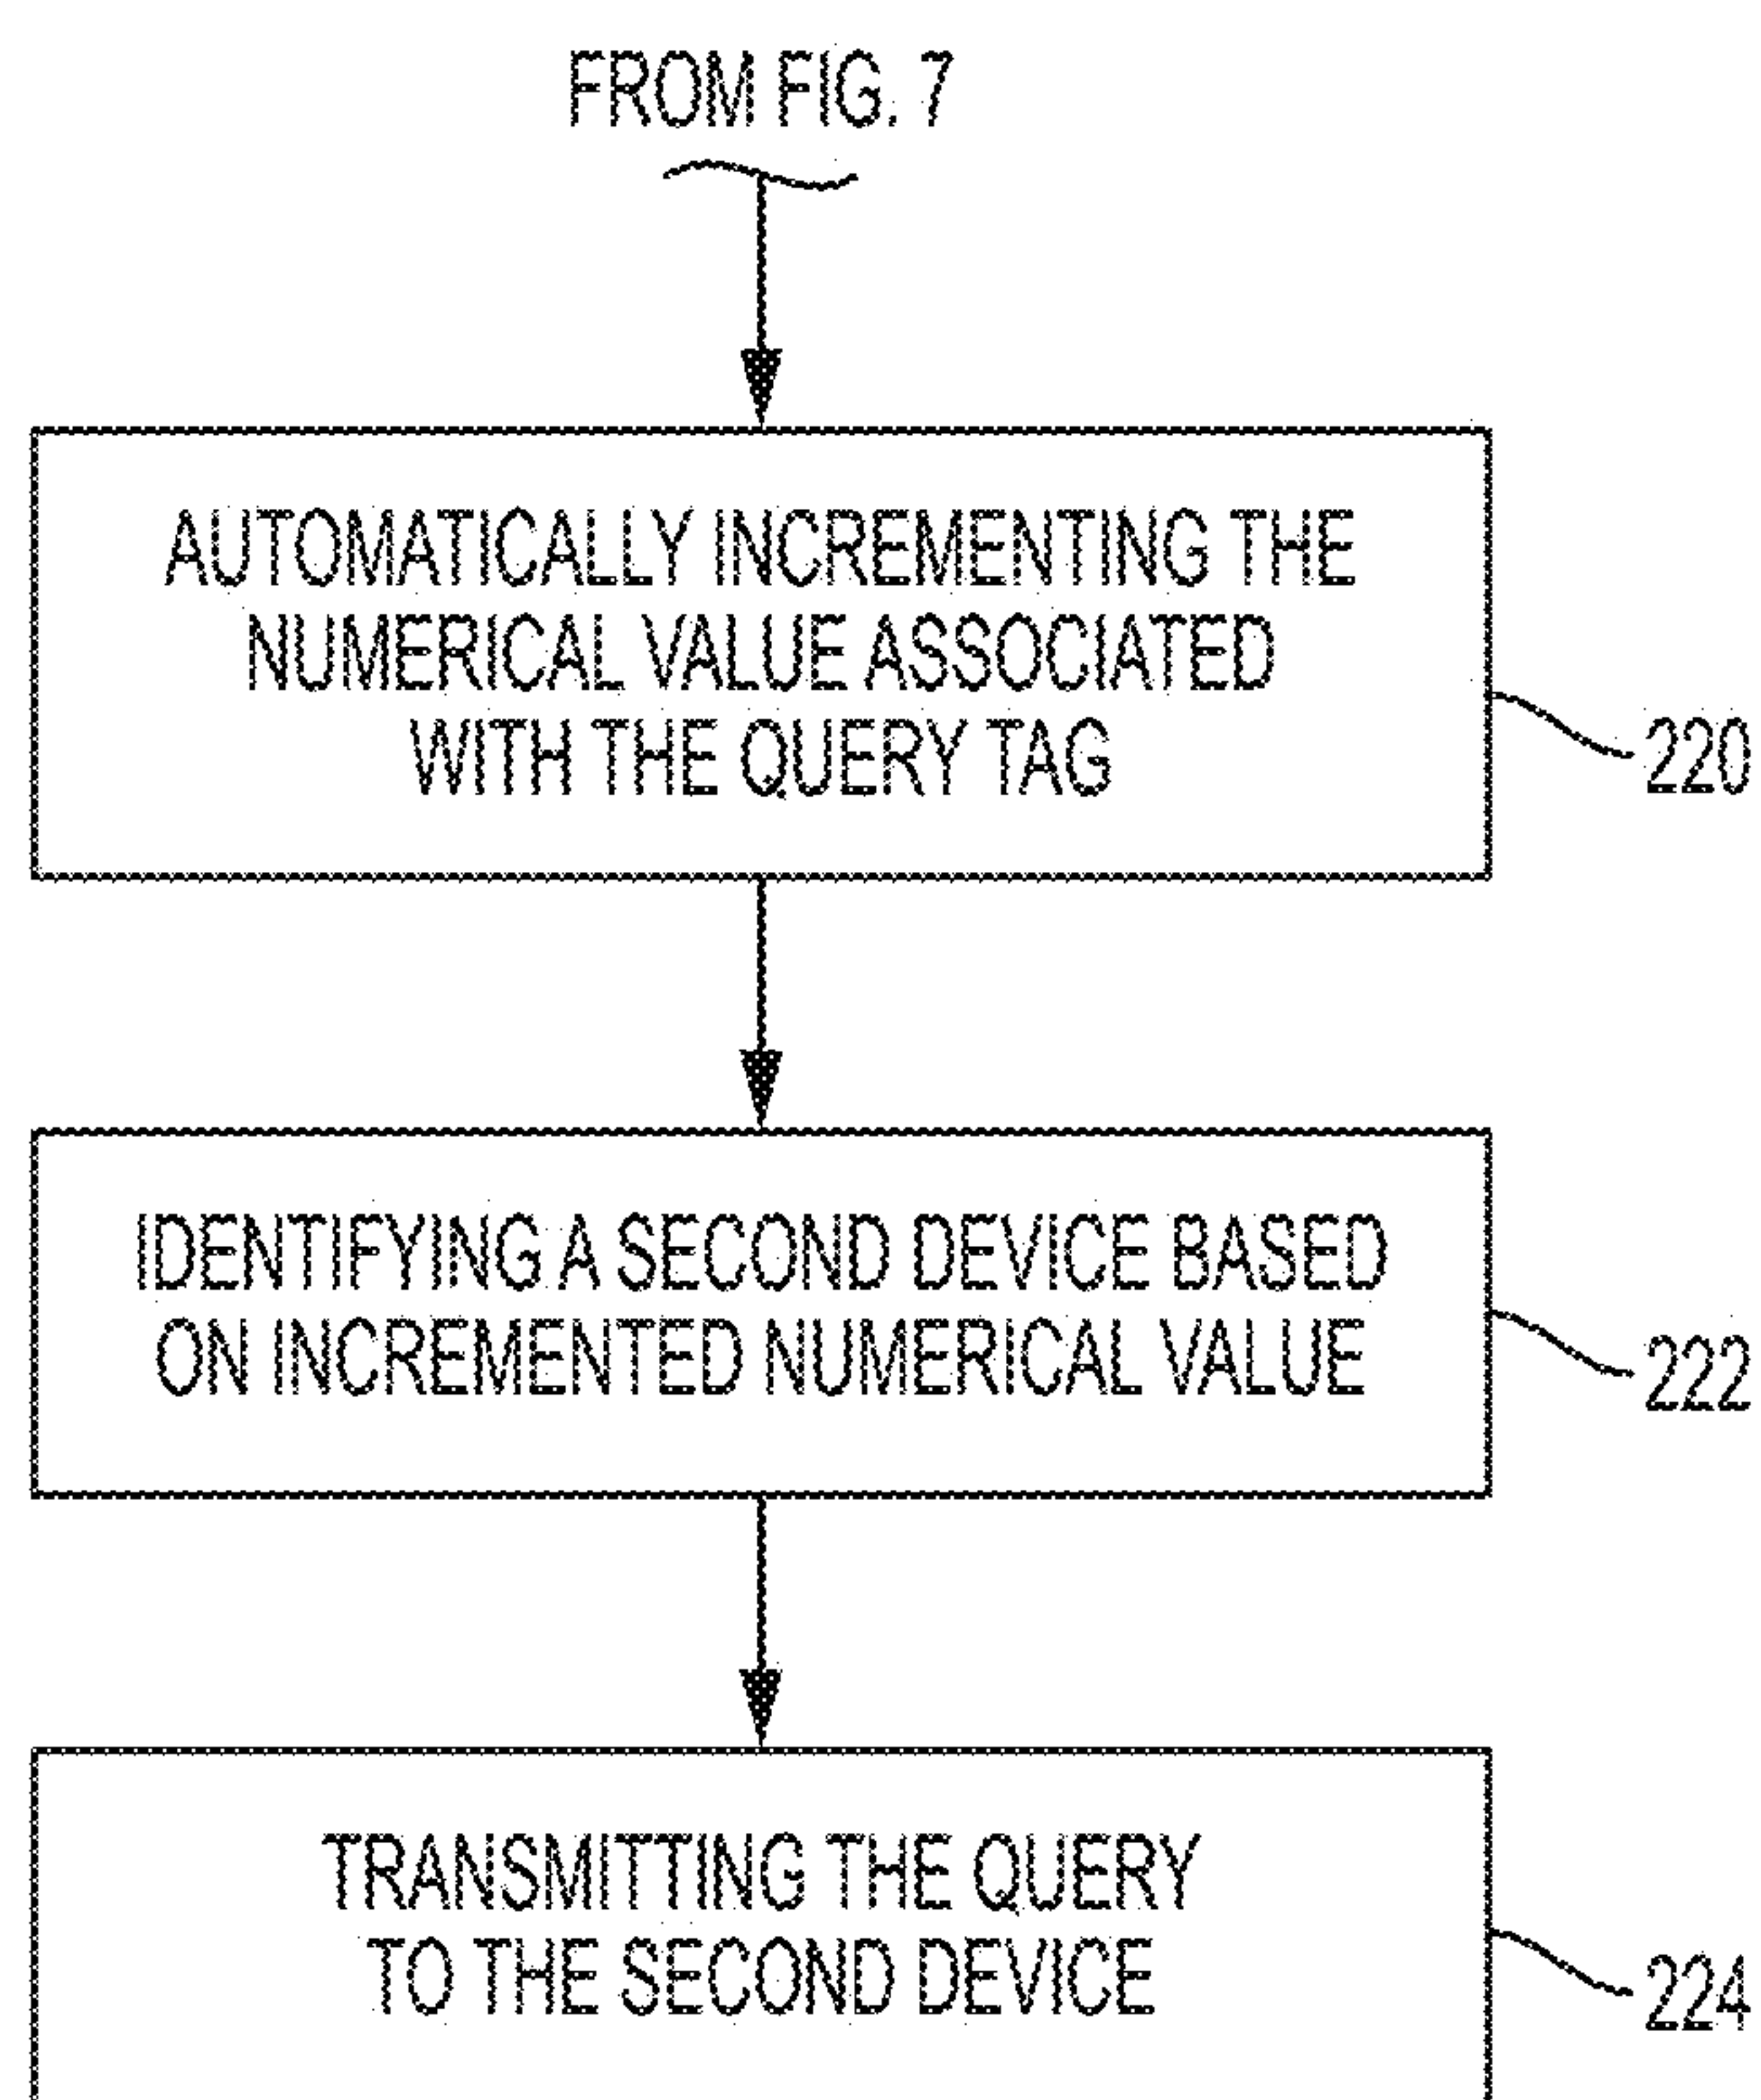 FROM FIG. 7
AUTOMATICALLY INCREMENTING THE
NUMERICAL VALUE ASSOCIATED
WITH THE QUERY TAG
220
IDENTIFYING A SECOND DEVICE BASED
ON INCREMENTED NUMERICAL VALUE
222
TRANSMITTING THE QUERY
TO THE SECOND DEVICE
224